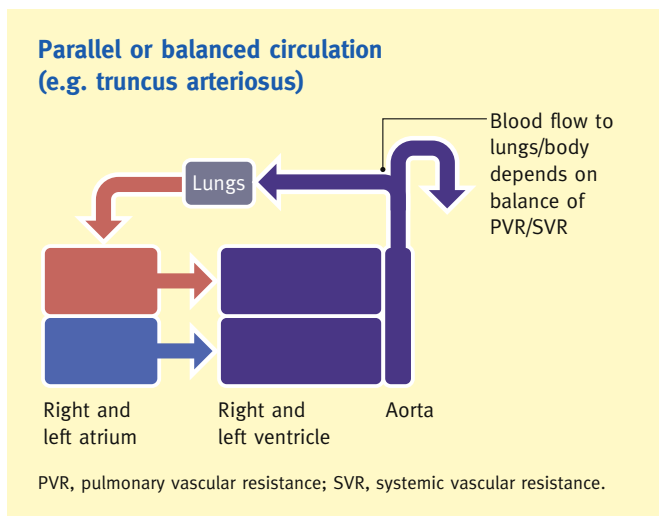 Parallel or balanced circulation
(e.g. truncus arteriosus)
Blood flow to
lungs/body
depends on
balance of
PVR/SVR
Lungs
Right and
left atrium
Right and
left ventricle
Aorta
PVR, pulmonary vascular resistance; SVR, systemic vascular resistance.